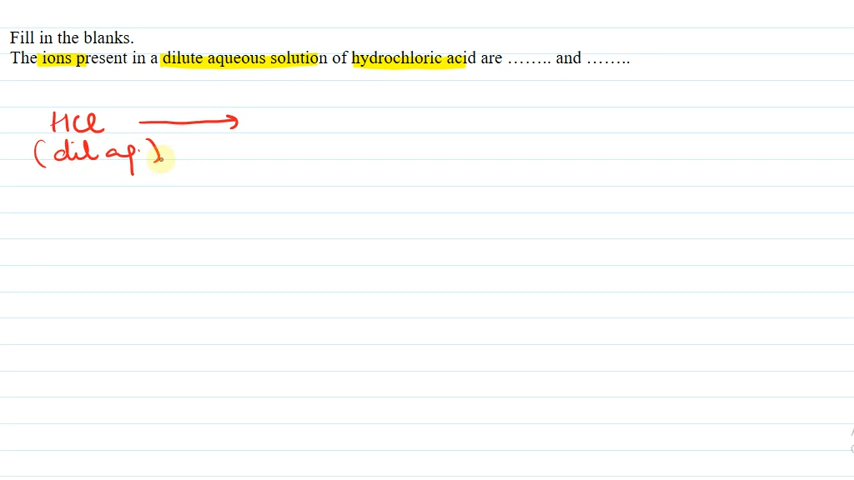 Fill in the blanks.
The ions present in a dilute aqueous solution of hydrochloric acid are …….. and ……..
HCl
(dil aq.)